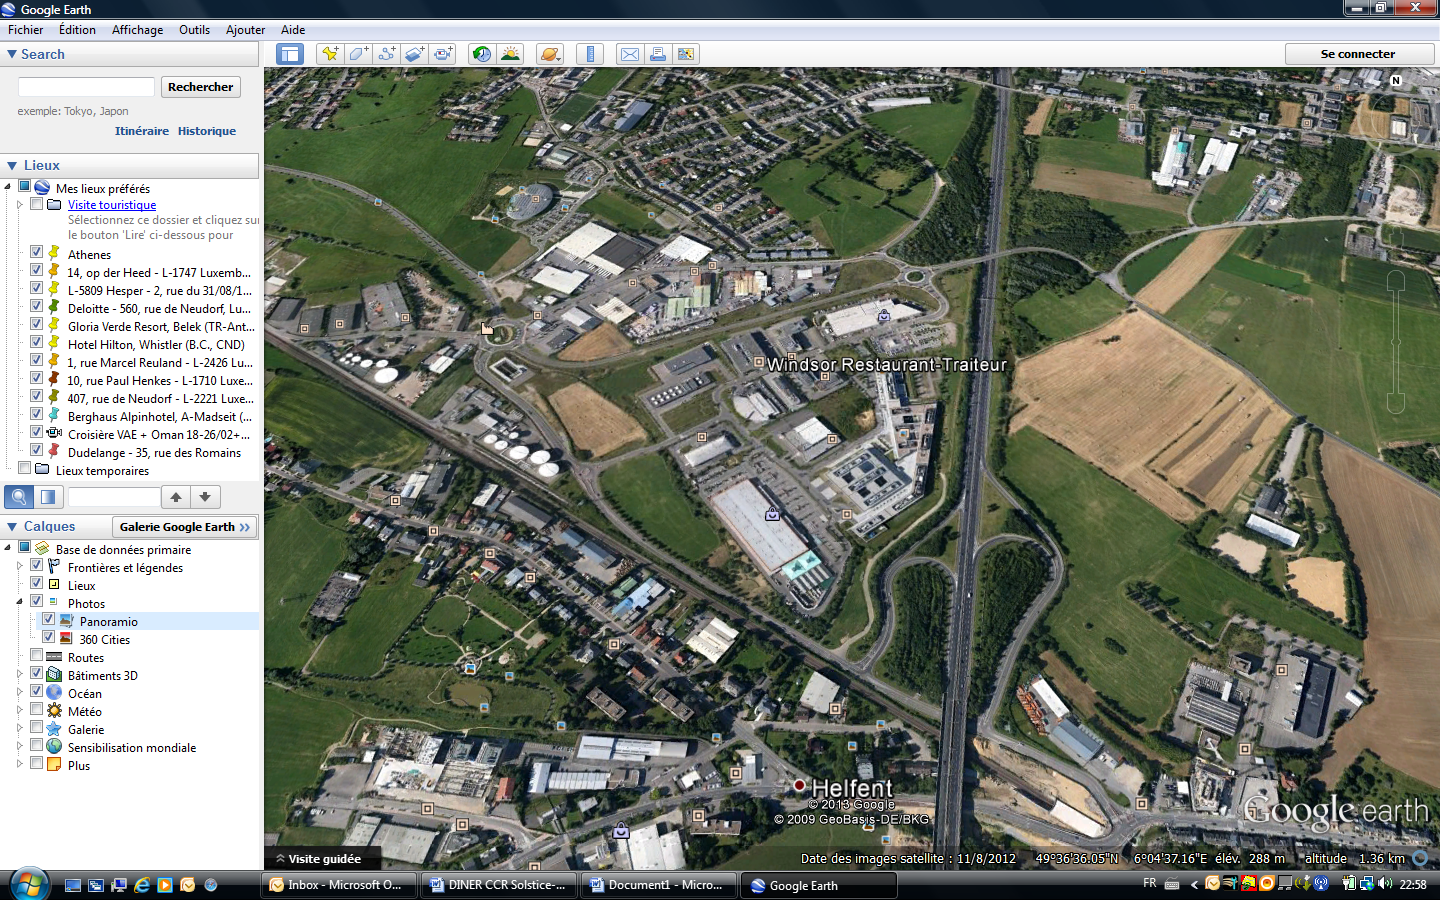 Google Earth
Fichier Édition Affichage Outils Ajouter Aide
Search
Rechercher
exemple: Tokyo, Japon
Itinéraire Historique
Lieux
Mes lieux préférés
Visite touristique
Sélectionnez ce dossier et cliquez sur
le bouton 'Lire' ci-dessous pour
Athenes
14, op der Heed - L-1747 Luxemb...
L-5809 Hesper - 2, rue du 31/08/1...
Deloitte - 560, rue de Neudorf, Lu...
Gloria Verde Resort, Belek (TR-Ant...
Hotel Hilton, Whistler (B.C., CND)
1, rue Marcel Reuland - L-2426 Lu...
10, rue Paul Henkes - L-1710 Luxe...
407, rue de Neudorf - L-2221 Luxe...
Berghaus Alpinhotel, A-Madseit (...
Croisière VAE + Oman 18-26/02+...
Dudelange - 35, rue des Romains
Lieux temporaires
Calques
Galerie Google Earth »
Base de données primaire
Frontières et légendes
Lieux
Photos
Panoramio
360 Cities
Routes
Bâtiments 3D
Océan
Météo
Galerie
Sensibilisation mondiale
Plus
Se connecter
N
Windsor Restaurant-Traiteur
Helfent
© 2013 Google
© 2009 GeoBasis-DE/BKG
Google earth
Visite guidée
Date des images satellite : 11/8/2012 49°36'36.05"N 6°04'37.16"E élév. 288 m altitude 1.36 km
Inbox - Microsoft O...
DINER CCR Solstice-...
Document1 - Micro...
Google Earth
FR
22:58